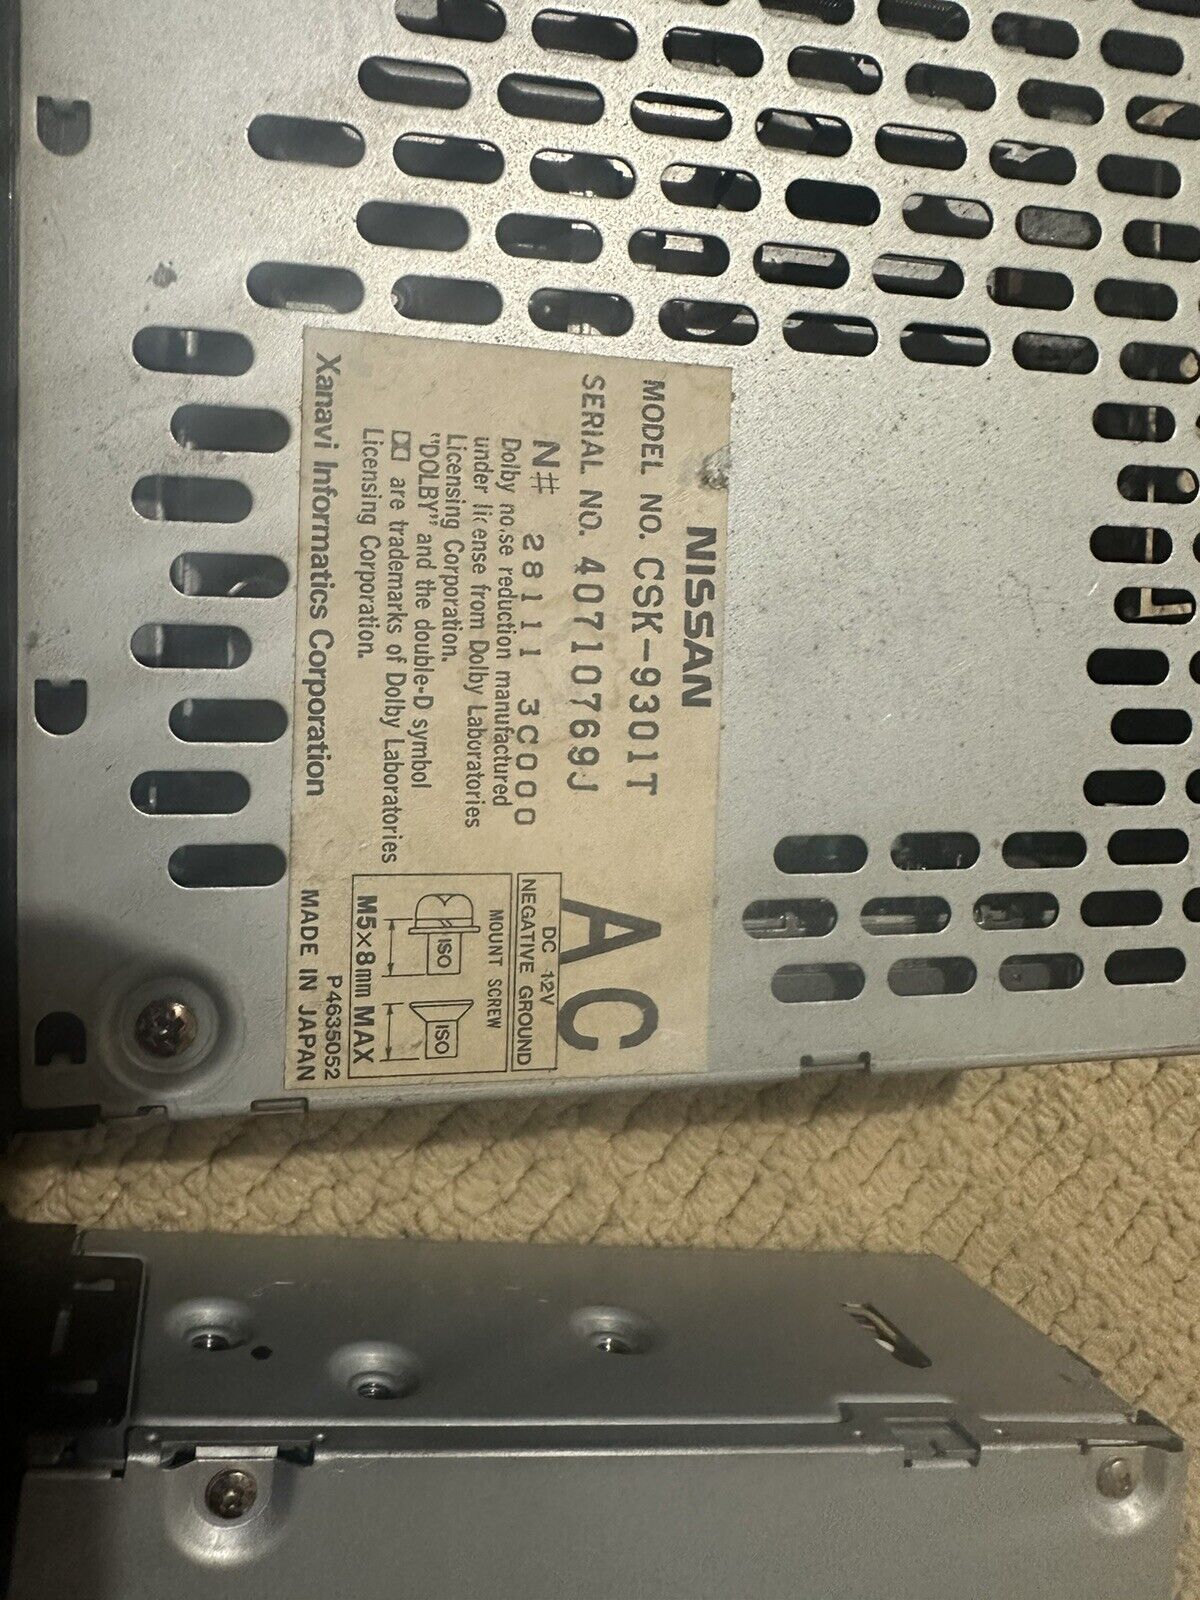 NISSAN
MODEL NO. CSK-9301T
SERIAL NO. 40710769J
N# 28111 3C000
AC
Dolby noise reduction manufactured
under license from Dolby Laboratories
Licensing Corporation.
"DOLBY" and the double-D symbol
are trademarks of Dolby Laboratories
Licensing Corporation.
DC 12V
NEGATIVE GROUND
MOUNT SCREW
ISO
ISO
M5×8mm MAX
P4635052
Xanavi Informatics Corporation
MADE IN JAPAN